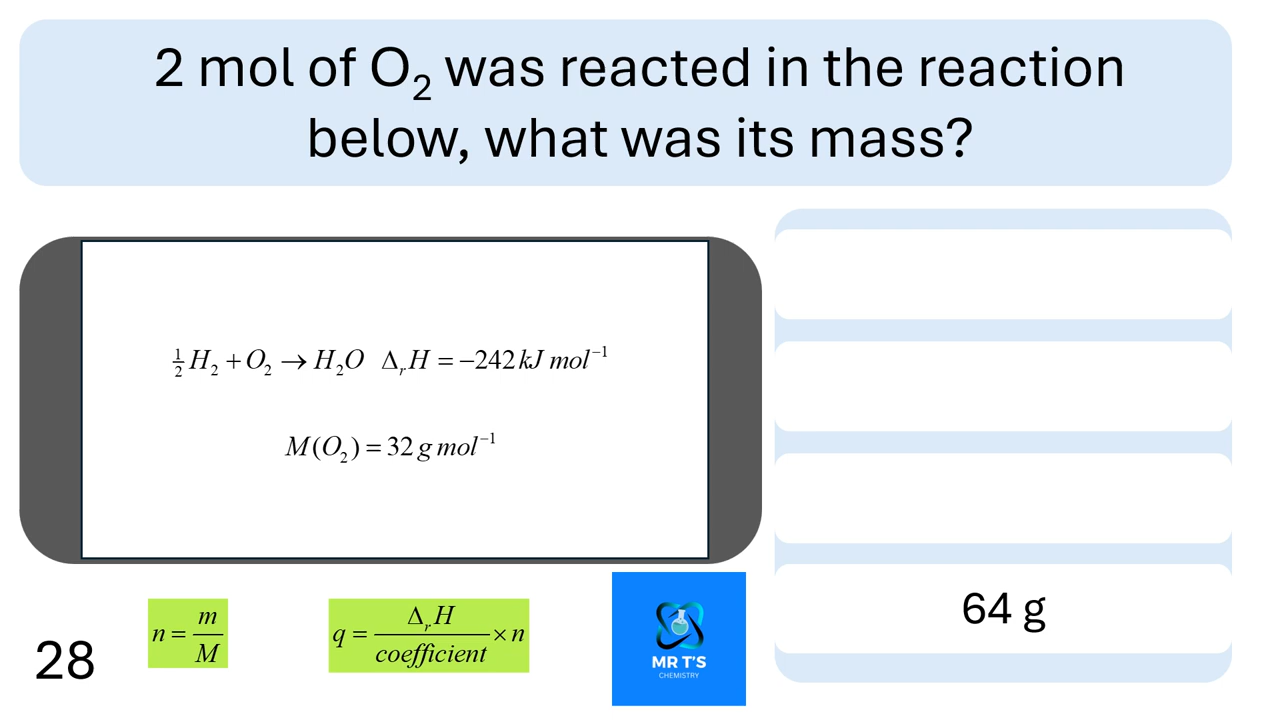 2 mol of O₂ was reacted in the reaction
below, what was its mass?
½H₂ + O₂ → H₂O  ΔᵣH = −242 kJ mol⁻¹
M(O₂) = 32 g mol⁻¹
64 g
28
n = m/M
q = ΔᵣH/coefficient × n
MR T'S
CHEMISTRY